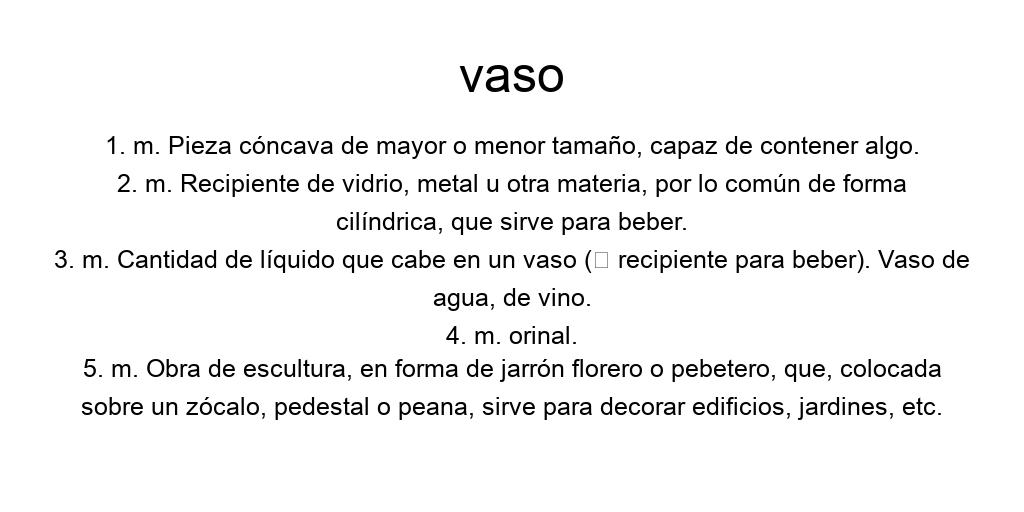 vaso
1. m. Pieza cóncava de mayor o menor tamaño, capaz de contener algo.
2. m. Recipiente de vidrio, metal u otra materia, por lo común de forma
cilíndrica, que sirve para beber.
3. m. Cantidad de líquido que cabe en un vaso (□ recipiente para beber). Vaso de
agua, de vino.
4. m. orinal.
5. m. Obra de escultura, en forma de jarrón florero o pebetero, que, colocada
sobre un zócalo, pedestal o peana, sirve para decorar edificios, jardines, etc.